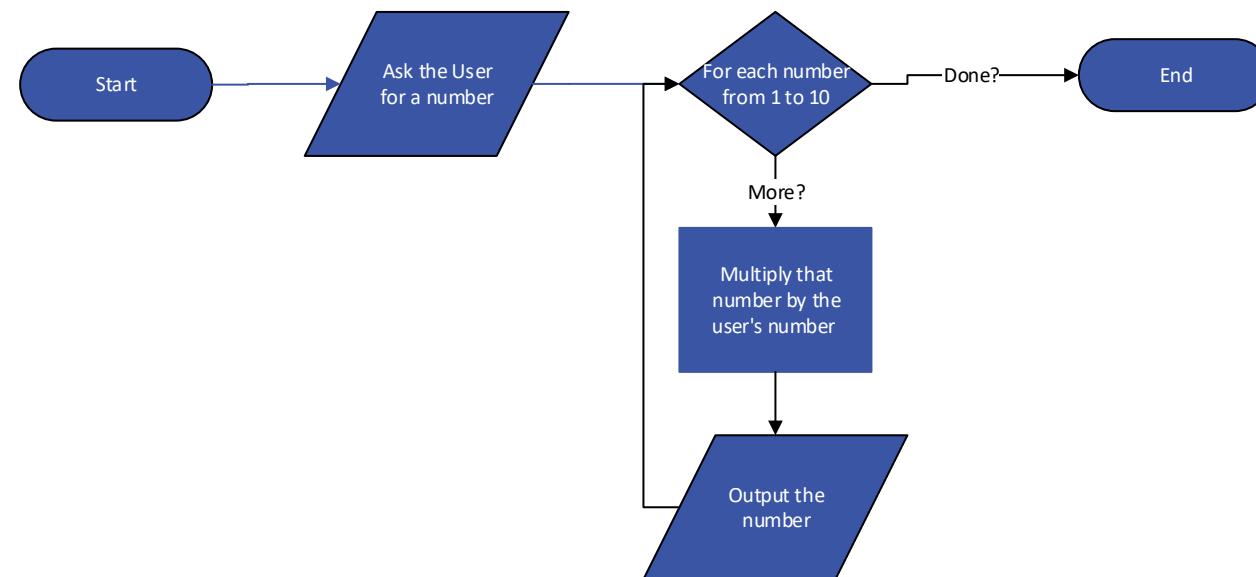 Start
Ask the User
for a number
For each number
from 1 to 10
Done?
End
More?
Multiply that
number by the
user's number
Output the
number